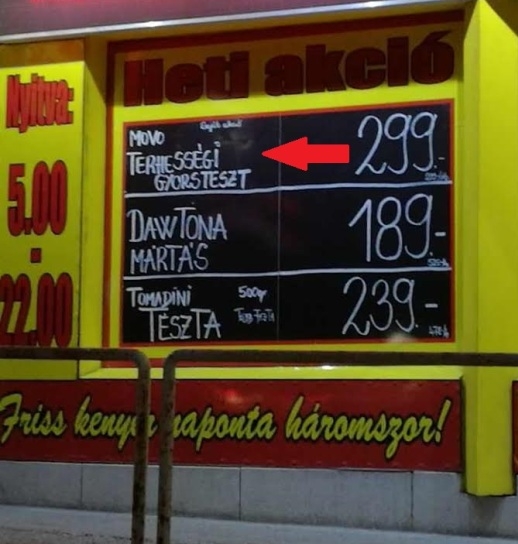 Heti akció
Nyitva:
5.00
-
22.00
MOVO
TERHESSÉGI
GYORSTESZT
299.-
DAWTONA
MÁRTÁS
189.-
TOMADINI 500gr
TÉSZTA
239.-
Friss kenyér naponta háromszor!